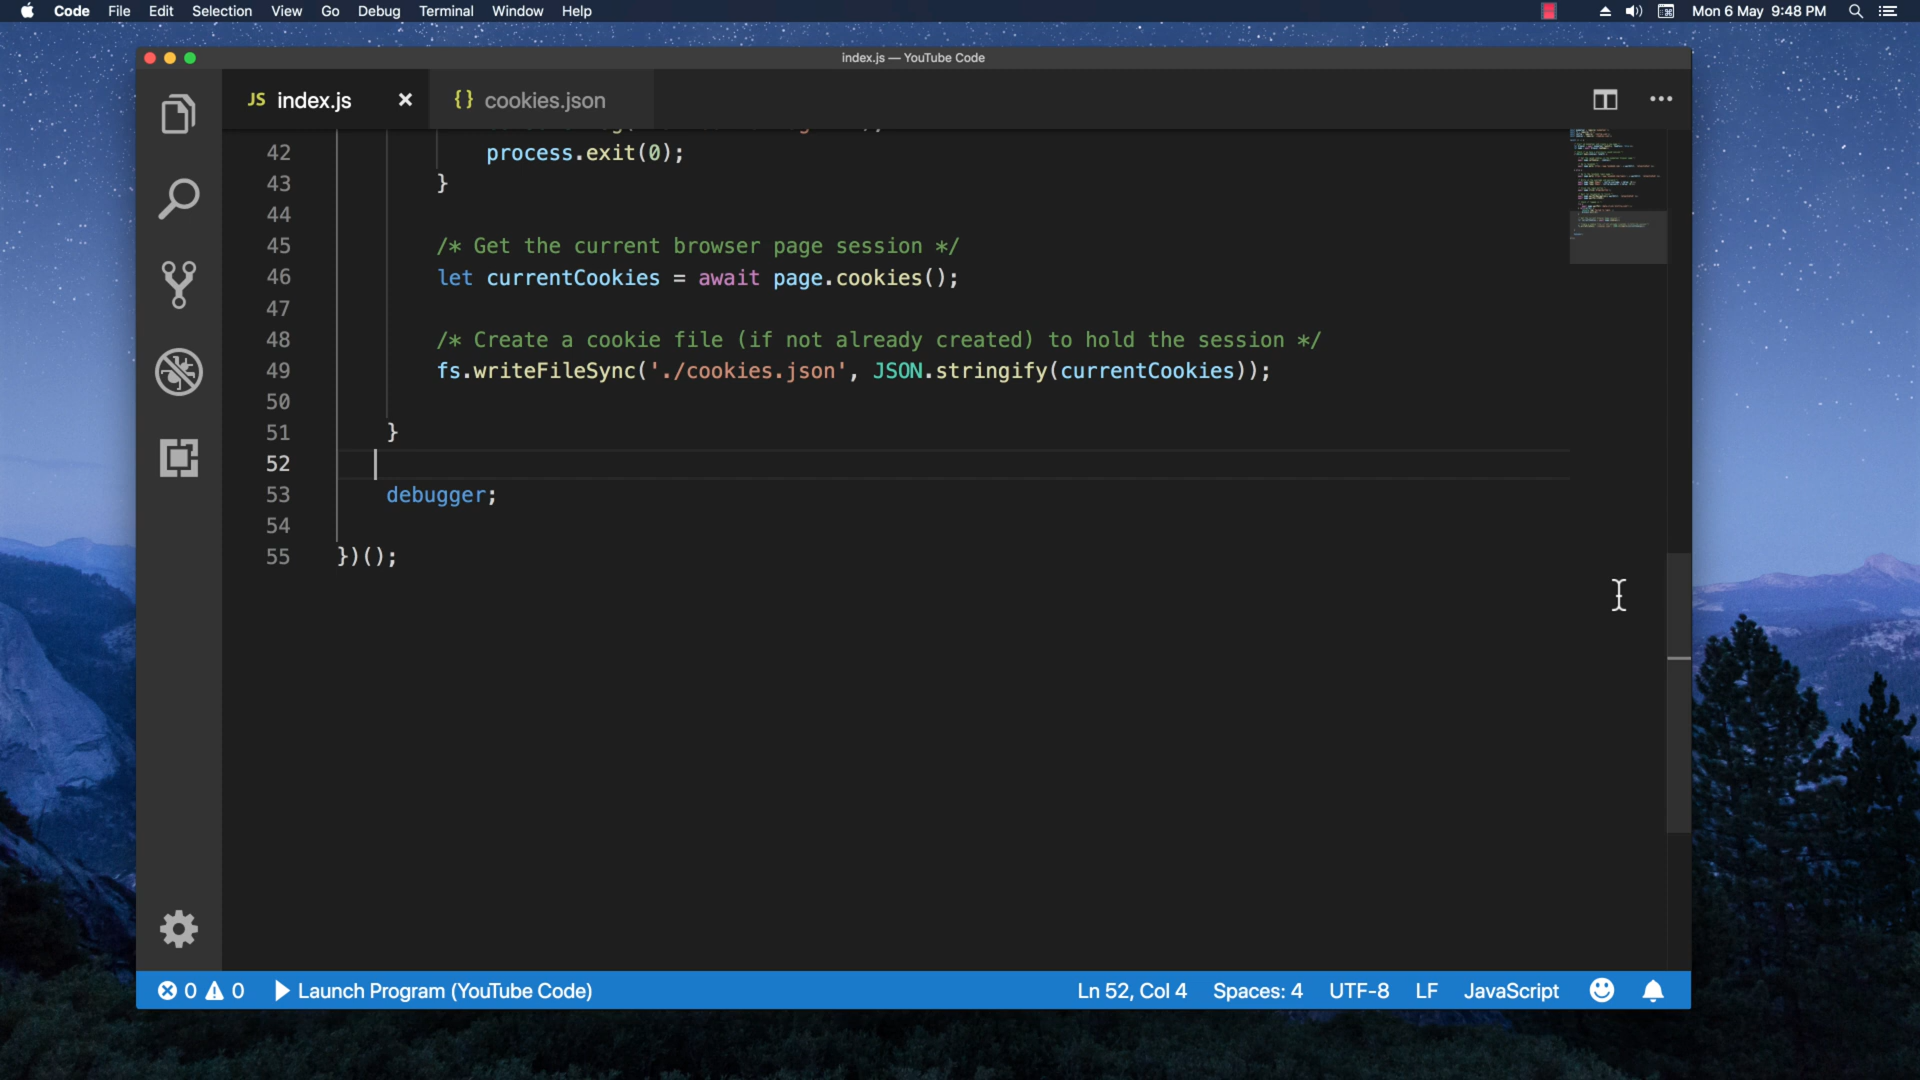 Code File Edit Selection View Go Debug Terminal Window Help Mon 6 May 9:48 PM
index.js — YouTube Code
JS index.js {} cookies.json
42 process.exit(0);
43 }
44
45 /* Get the current browser page session */
46 let currentCookies = await page.cookies();
47
48 /* Create a cookie file (if not already created) to hold the session */
49 fs.writeFileSync('./cookies.json', JSON.stringify(currentCookies));
50
51 }
52
53 debugger;
54
55 })();
0 0 Launch Program (YouTube Code) Ln 52, Col 4 Spaces: 4 UTF-8 LF JavaScript